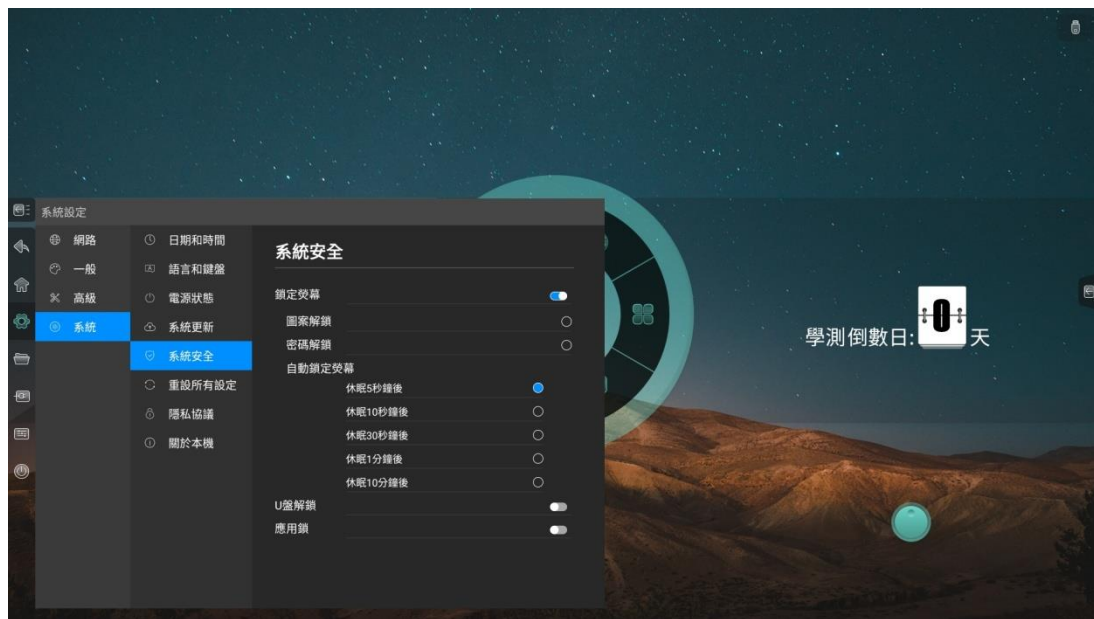 系統設定
網路
一般
高級
系統
日期和時間
語言和鍵盤
電源狀態
系統更新
系統安全
重設所有設定
隱私協議
關於本機
系統安全
鎖定熒幕
圖案解鎖
密碼解鎖
自動鎖定熒幕
休眠5秒鐘後
休眠10秒鐘後
休眠30秒鐘後
休眠1分鐘後
休眠10分鐘後
U盤解鎖
應用鎖
學測倒數日: 0 天